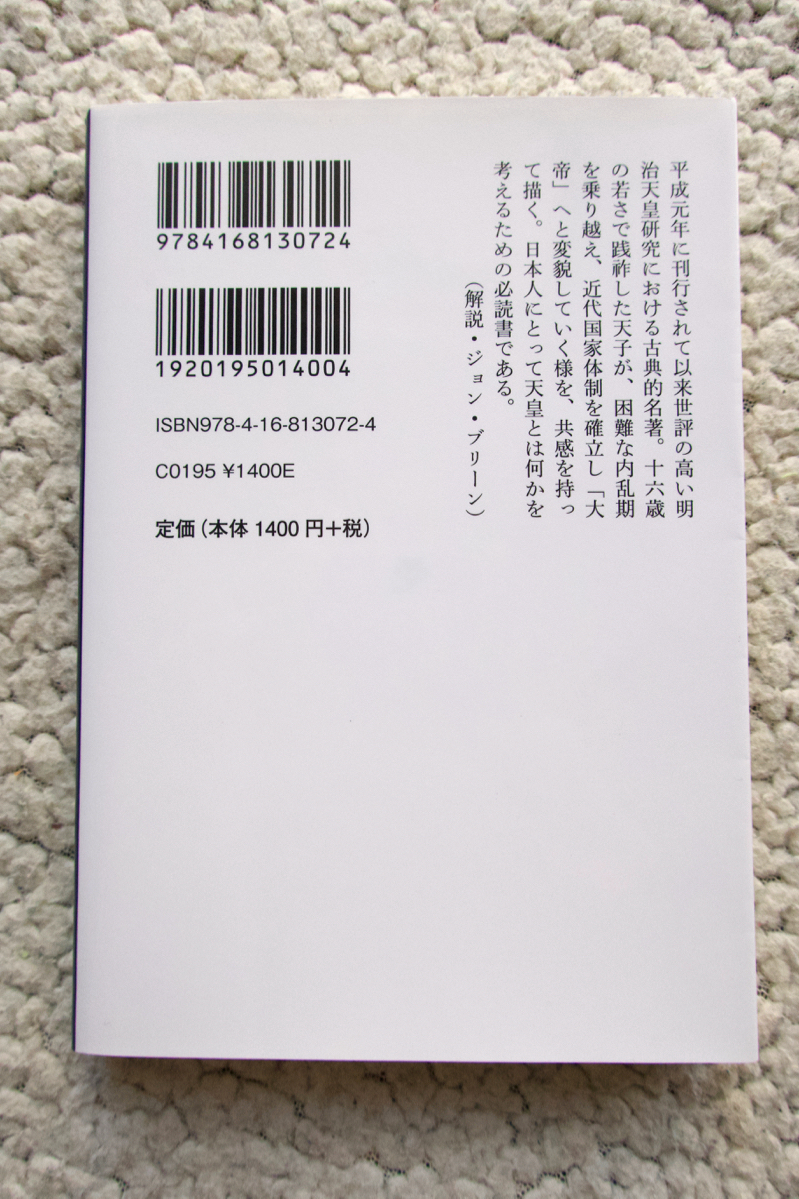 平成元年に刊行されて以来世評の高い明
治天皇研究における古典的名著。十六歳
の若さで践祚した天子が、困難な内乱期
を乗り越え、近代国家体制を確立し「大
帝」へと変貌していく様を、共感を持っ
て描く。日本人にとって天皇とは何かを
考えるための必読書である。
（解説・ジョン・ブリーン）
9784168130724
1920195014004
ISBN978-4-16-813072-4
C0195 ¥1400E
定価（本体1400円＋税）